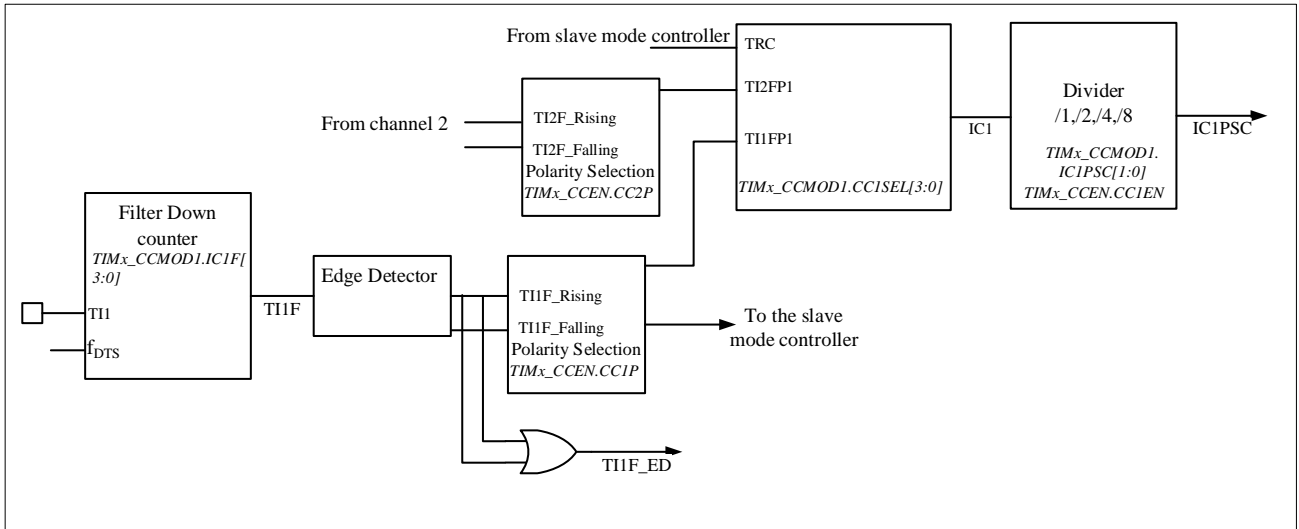 From slave mode controller
TRC
TI2FP1
TI1FP1
TIMx_CCMOD1.CC1SEL[3:0]
IC1
Divider
/1,/2,/4,/8
TIMx_CCMOD1.
IC1PSC[1:0]
TIMx_CCEN.CC1EN
IC1PSC
From channel 2
TI2F_Rising
TI2F_Falling
Polarity Selection
TIMx_CCEN.CC2P
Filter Down
counter
TIMx_CCMOD1.IC1F[
3:0]
TI1
fDTS
TI1F
Edge Detector
TI1F_Rising
TI1F_Falling
Polarity Selection
TIMx_CCEN.CC1P
To the slave
mode controller
TI1F_ED